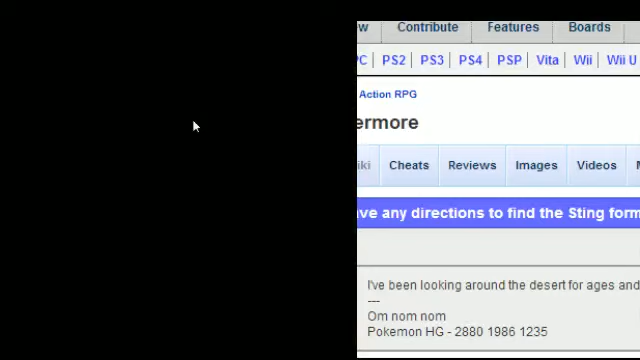 Contribute Features Boards
PS2 PS3 PS4 PSP Vita Wii Wii U
Action RPG
ermore
Cheats Reviews Images Videos
any directions to find the Sting
I've been looking around the desert for ages and
---
Om nom nom
Pokemon HG - 2880 1986 1235